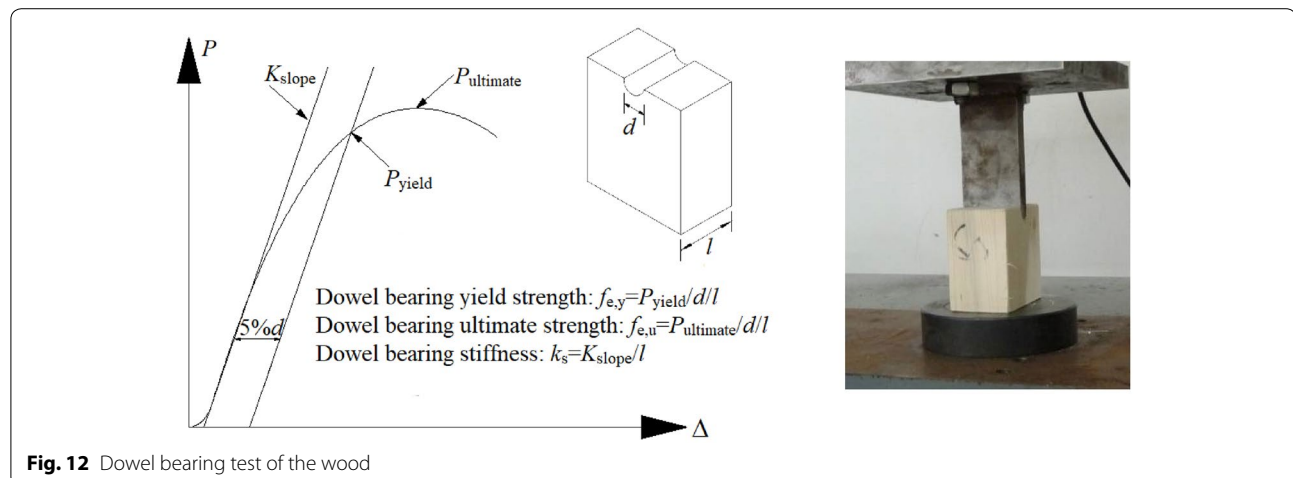 P
K_slope
P_ultimate
d
P_yield
l
Dowel bearing yield strength: f_e,y=P_yield/d/l
Dowel bearing ultimate strength: f_e,u=P_ultimate/d/l
Dowel bearing stiffness: k_s=K_slope/l
5%d
Δ
Fig. 12 Dowel bearing test of the wood